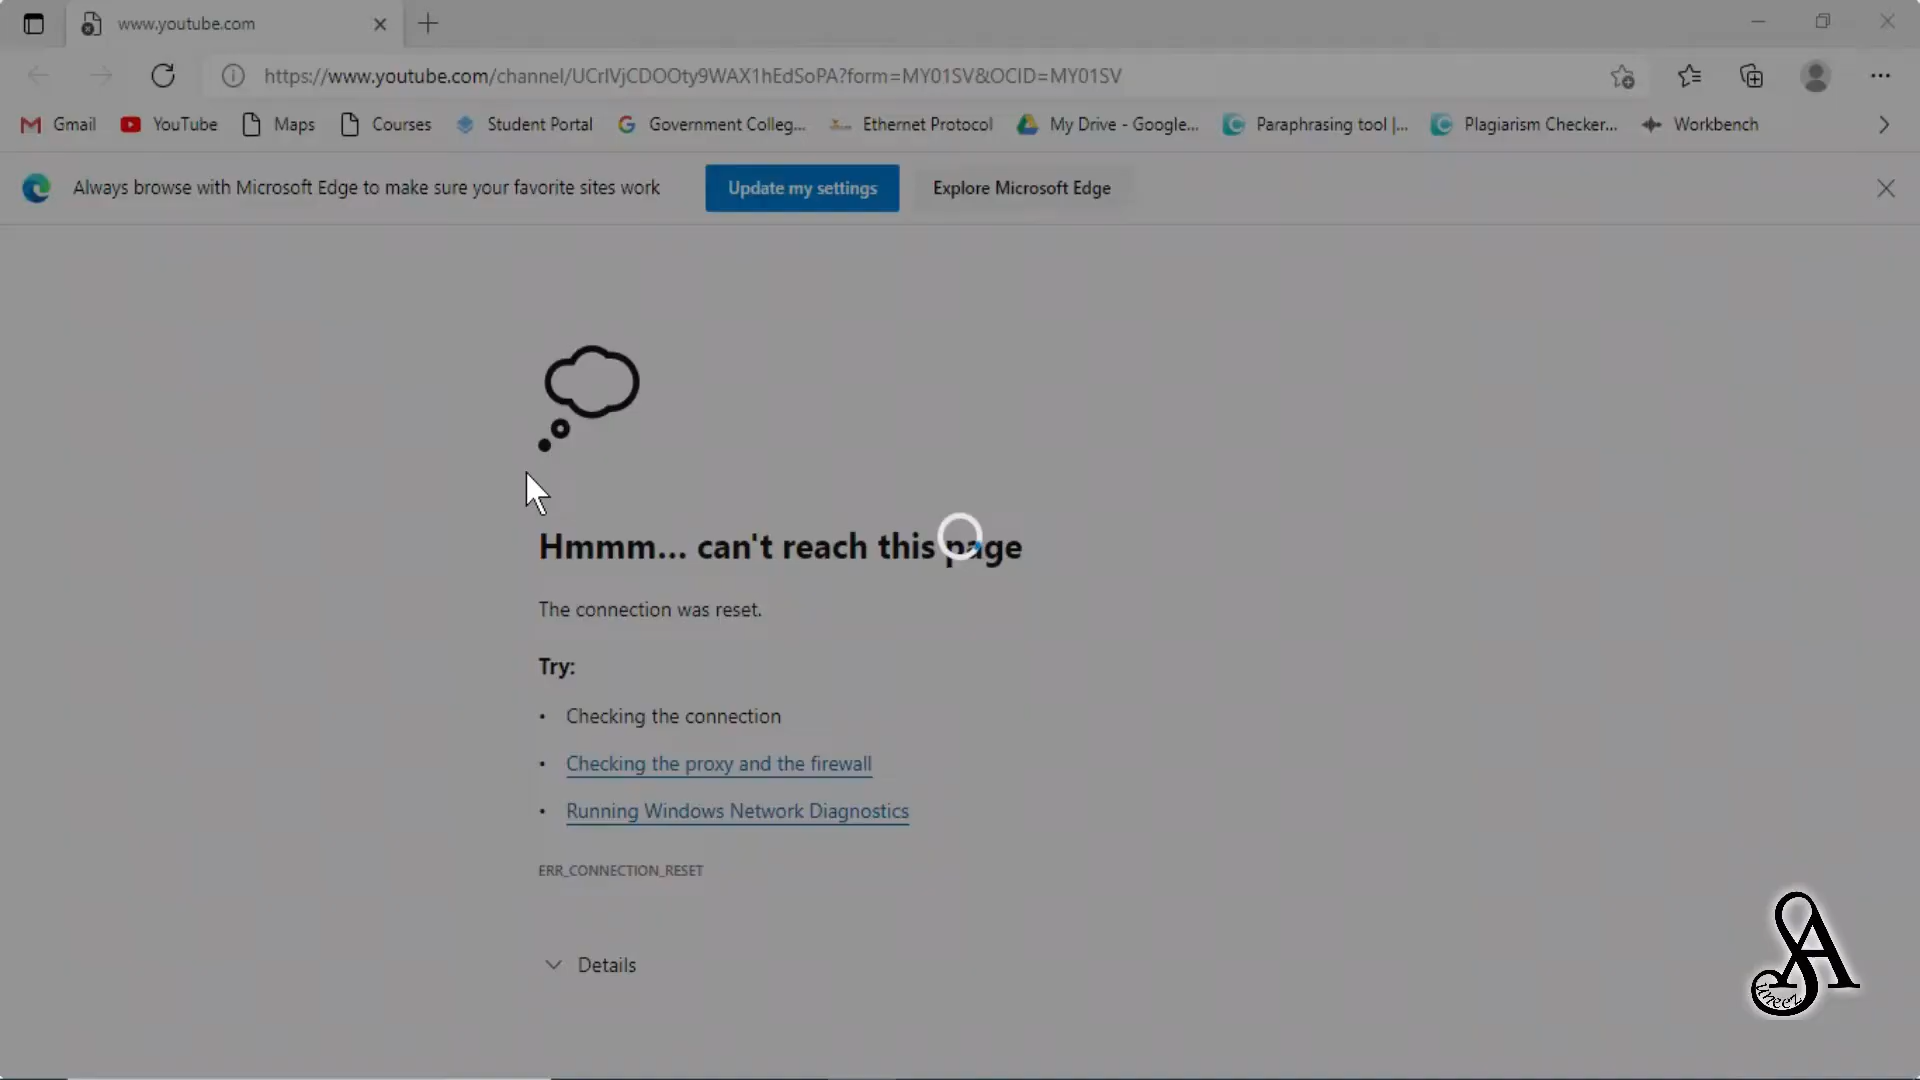 www.youtube.com
https://www.youtube.com/channel/UCrIVjCDOOty9WAX1hEdSoPA?form=MY01SV&OCID=MY01SV
Gmail YouTube Maps Courses Student Portal Government Colleg... Ethernet Protocol My Drive - Google... Paraphrasing tool |... Plagiarism Checker... Workbench
Always browse with Microsoft Edge to make sure your favorite sites work Update my settings Explore Microsoft Edge
Hmmm... can't reach this page
The connection was reset.
Try:
• Checking the connection
• Checking the proxy and the firewall
• Running Windows Network Diagnostics
ERR_CONNECTION_RESET
Details